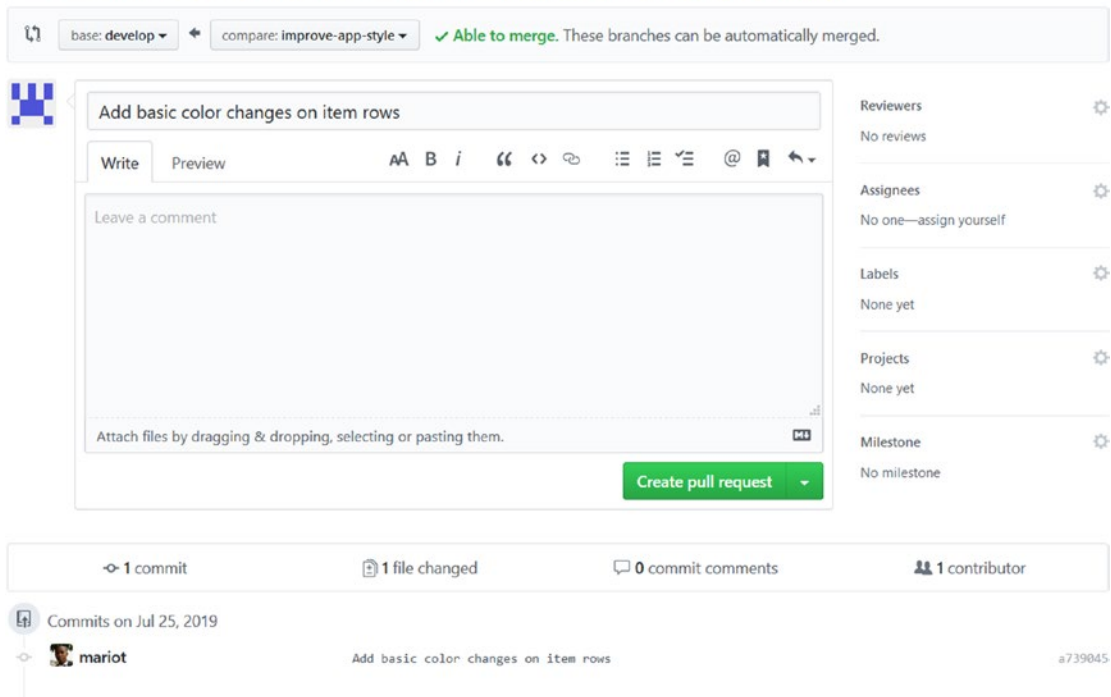 base: develop compare: improve-app-style Able to merge. These branches can be automatically merged.
Add basic color changes on item rows
Write Preview AA B i
Leave a comment
Attach files by dragging & dropping, selecting or pasting them.
Create pull request
Reviewers
No reviews
Assignees
No one—assign yourself
Labels
None yet
Projects
None yet
Milestone
No milestone
1 commit 1 file changed 0 commit comments 1 contributor
Commits on Jul 25, 2019
mariot Add basic color changes on item rows a739045